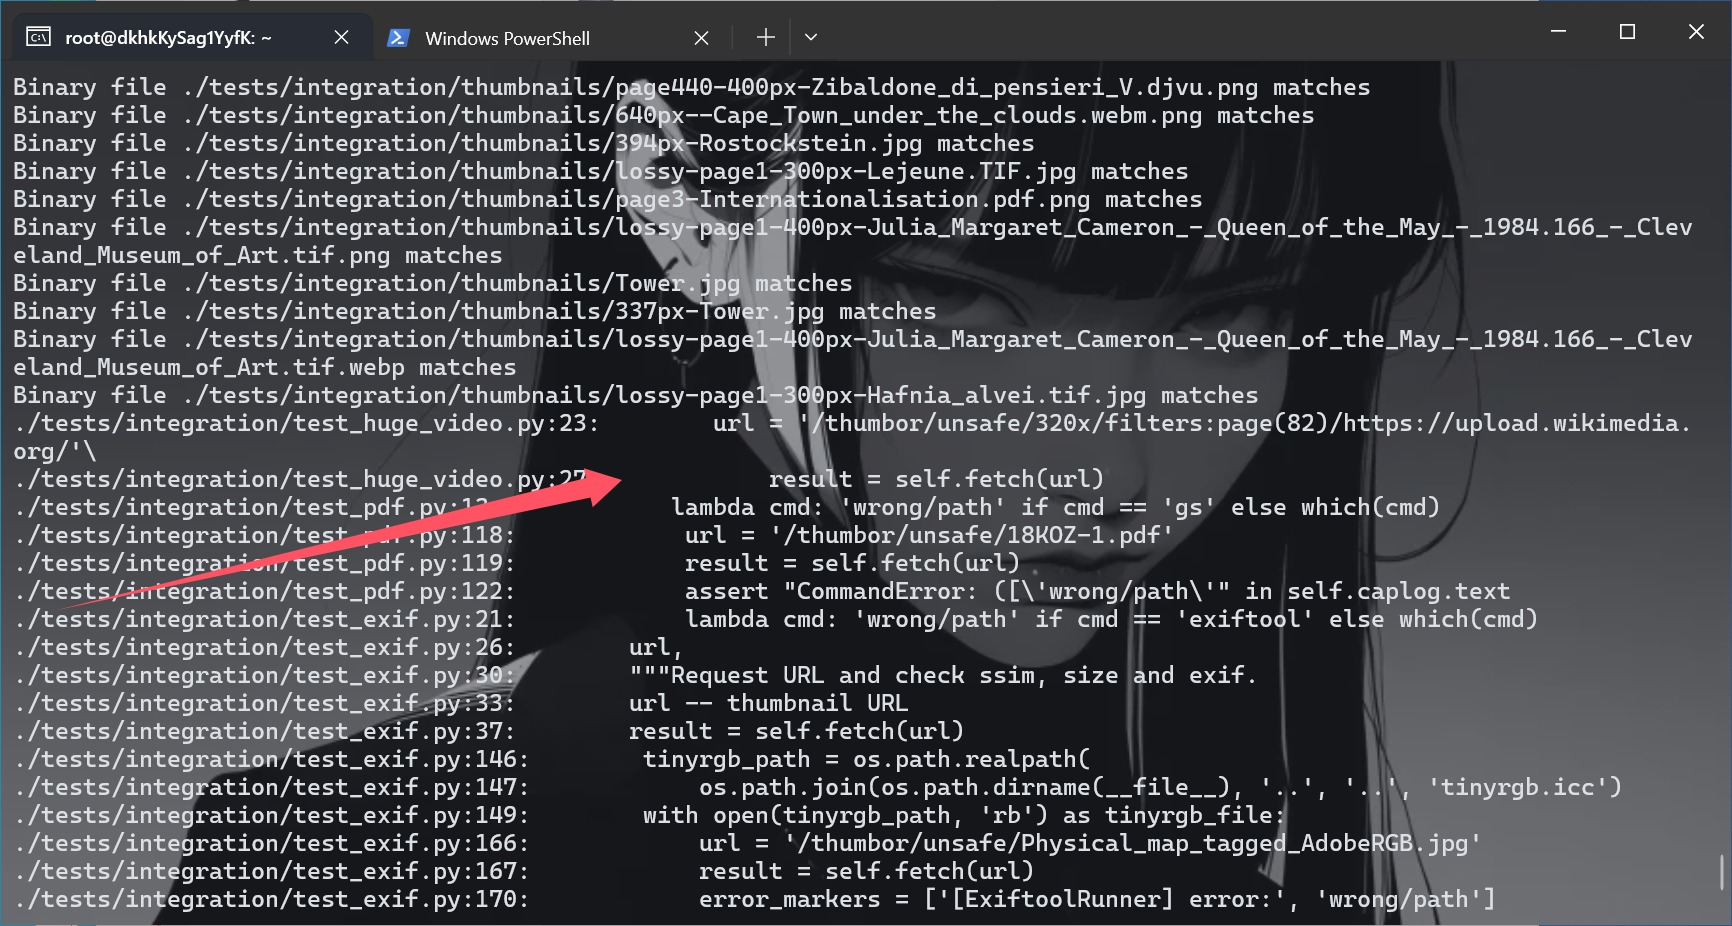 root@dkhkKySag1YyfK: ~
Windows PowerShell
Binary file ./tests/integration/thumbnails/page440-400px-Zibaldone_di_pensieri_V.djvu.png matches
Binary file ./tests/integration/thumbnails/640px--Cape_Town_under_the_clouds.webm.png matches
Binary file ./tests/integration/thumbnails/394px-Rostockstein.jpg matches
Binary file ./tests/integration/thumbnails/lossy-page1-300px-Lejeune.TIF.jpg matches
Binary file ./tests/integration/thumbnails/page3-Internationalisation.pdf.png matches
Binary file ./tests/integration/thumbnails/lossy-page1-400px-Julia_Margaret_Cameron_-_Queen_of_the_May_-_1984.166_-_Clev
eland_Museum_of_Art.tif.png matches
Binary file ./tests/integration/thumbnails/Tower.jpg matches
Binary file ./tests/integration/thumbnails/337px-Tower.jpg matches
Binary file ./tests/integration/thumbnails/lossy-page1-400px-Julia_Margaret_Cameron_-_Queen_of_the_May_-_1984.166_-_Clev
eland_Museum_of_Art.tif.webp matches
Binary file ./tests/integration/thumbnails/lossy-page1-300px-Hafnia_alvei.tif.jpg matches
./tests/integration/test_huge_video.py:23:        url = '/thumbor/unsafe/320x/filters:page(82)/https://upload.wikimedia.
org/'\
./tests/integration/test_huge_video.py:27            result = self.fetch(url)
./tests/integration/test_pdf.py:            lambda cmd: 'wrong/path' if cmd == 'gs' else which(cmd)
./tests/integration/test_pdf.py:118:            url = '/thumbor/unsafe/18KOZ-1.pdf'
./tests/integration/test_pdf.py:119:            result = self.fetch(url)
./tests/integration/test_pdf.py:122:            assert "CommandError: ([\'wrong/path\'" in self.caplog.text
./tests/integration/test_exif.py:21:            lambda cmd: 'wrong/path' if cmd == 'exiftool' else which(cmd)
./tests/integration/test_exif.py:26:        url,
./tests/integration/test_exif.py:30:        """Request URL and check ssim, size and exif.
./tests/integration/test_exif.py:33:        url -- thumbnail URL
./tests/integration/test_exif.py:37:        result = self.fetch(url)
./tests/integration/test_exif.py:146:        tinyrgb_path = os.path.realpath(
./tests/integration/test_exif.py:147:            os.path.join(os.path.dirname(__file__), '..', '..', 'tinyrgb.icc')
./tests/integration/test_exif.py:149:        with open(tinyrgb_path, 'rb') as tinyrgb_file:
./tests/integration/test_exif.py:166:            url = '/thumbor/unsafe/Physical_map_tagged_AdobeRGB.jpg'
./tests/integration/test_exif.py:167:            result = self.fetch(url)
./tests/integration/test_exif.py:170:            error_markers = ['[ExiftoolRunner] error:', 'wrong/path']